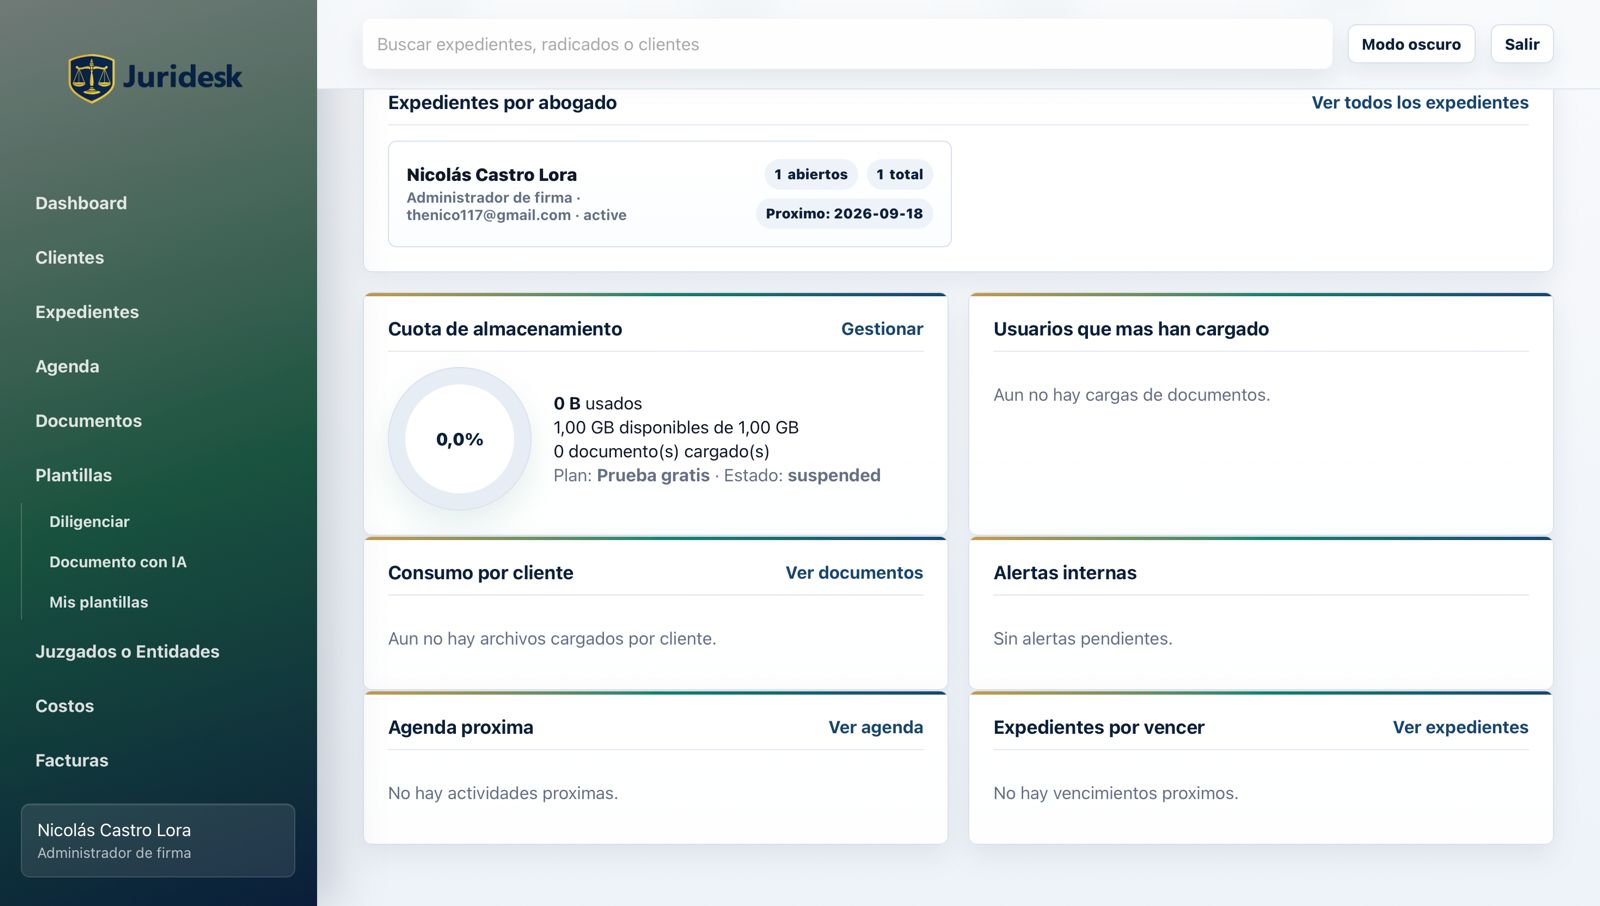 Juridesk
Dashboard
Clientes
Expedientes
Agenda
Documentos
Plantillas
Diligenciar
Documento con IA
Mis plantillas
Juzgados o Entidades
Costos
Facturas
Nicolás Castro Lora
Administrador de firma
Buscar expedientes, radicados o clientes
Modo oscuro
Salir
Expedientes por abogado
Ver todos los expedientes
Nicolás Castro Lora
Administrador de firma ·
thenico117@gmail.com · active
1 abiertos
1 total
Proximo: 2026-09-18
Cuota de almacenamiento
Gestionar
0,0%
0 B usados
1,00 GB disponibles de 1,00 GB
0 documento(s) cargado(s)
Plan: Prueba gratis · Estado: suspended
Usuarios que mas han cargado
Aun no hay cargas de documentos.
Consumo por cliente
Ver documentos
Aun no hay archivos cargados por cliente.
Alertas internas
Sin alertas pendientes.
Agenda proxima
Ver agenda
No hay actividades proximas.
Expedientes por vencer
Ver expedientes
No hay vencimientos proximos.